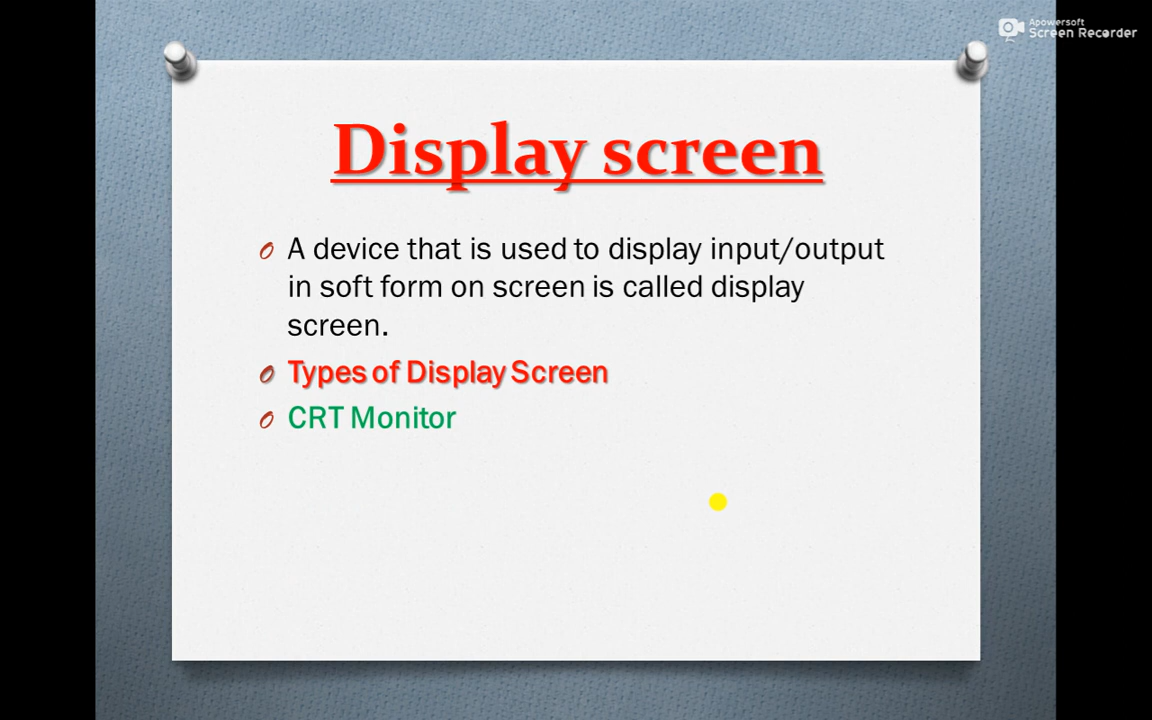 Apowersoft
Screen Recorder
Display screen
A device that is used to display input/output
in soft form on screen is called display
screen.
Types of Display Screen
CRT Monitor